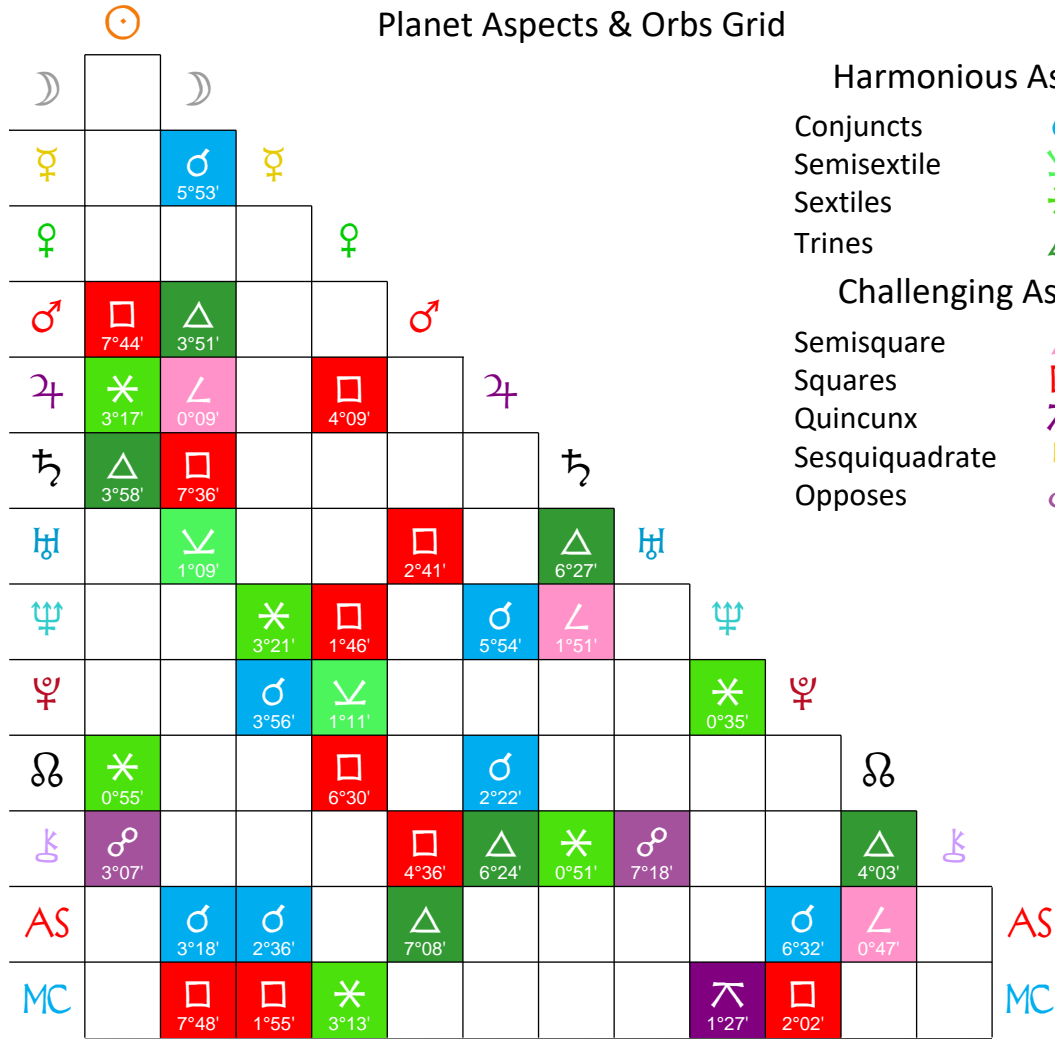 ☉ Planet Aspects & Orbs Grid
☽ ☽
Harmonious As
Conjuncts ☌
☿ ☌ 5°53' ☿
Semisextile ⚺
Sextiles ⚹
♀ ♀
Trines △
Challenging As
♂ □ 7°44' △ 3°51' ♂
Semisquare ∠
♃ ⚹ 3°17' ∠ 0°09' □ 4°09' ♃
Squares □
Quincunx ⚻
♄ △ 3°58' □ 7°36' ♄
Sesquiquadrate
Opposes ☍
♅ ⚺ 1°09' □ 2°41' △ 6°27' ♅
♆ ⚹ 3°21' □ 1°46' ☌ 5°54' ∠ 1°51' ♆
♇ ☌ 3°56' ⚺ 1°11' ⚹ 0°35' ♇
☊ ⚹ 0°55' □ 6°30' ☌ 2°22' ☊
⚷ ☍ 3°07' □ 4°36' △ 6°24' ⚹ 0°51' ☍ 7°18' △ 4°03' ⚷
AS ☌ 3°18' ☌ 2°36' △ 7°08' ☌ 6°32' ∠ 0°47' AS
MC □ 7°48' □ 1°55' ⚹ 3°13' ⚻ 1°27' □ 2°02' MC